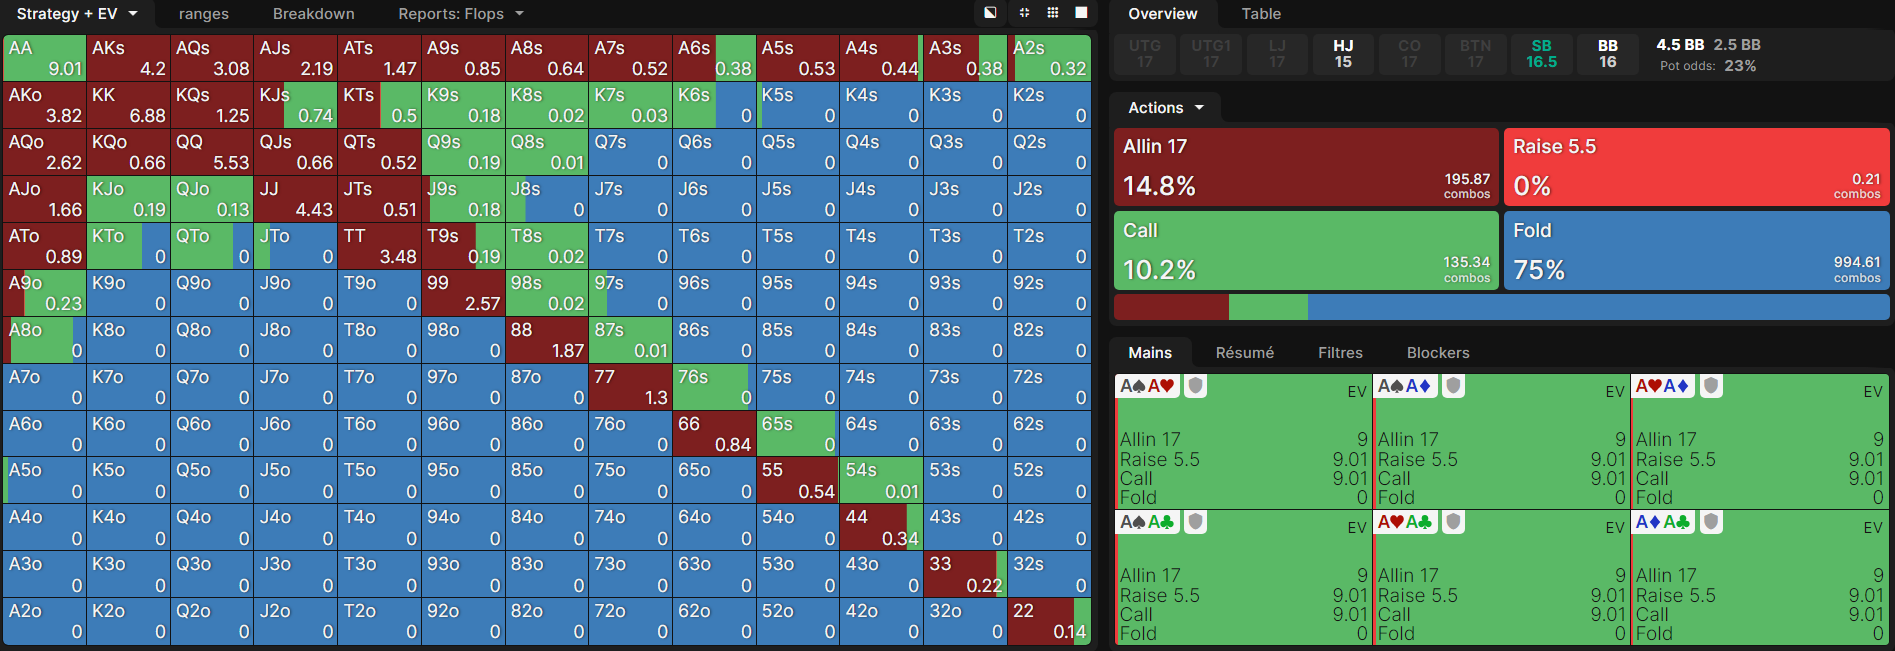 Strategy + EV ranges Breakdown Reports: Flops
AA AKs AQs AJs ATs A9s A8s A7s A6s A5s A4s A3s A2s
9.01 4.2 3.08 2.19 1.47 0.85 0.64 0.52 0.38 0.53 0.44 0.38 0.32
AKo KK KQs KJs KTs K9s K8s K7s K6s K5s K4s K3s K2s
3.82 6.88 1.25 0.74 0.5 0.18 0.02 0.03 0 0 0 0 0
AQo KQo QQ QJs QTs Q9s Q8s Q7s Q6s Q5s Q4s Q3s Q2s
2.62 0.66 5.53 0.66 0.52 0.19 0.01 0 0 0 0 0 0
AJo KJo QJo JJ JTs J9s J8s J7s J6s J5s J4s J3s J2s
1.66 0.19 0.13 4.43 0.51 0.18 0 0 0 0 0 0 0
ATo KTo QTo JTo TT T9s T8s T7s T6s T5s T4s T3s T2s
0.89 0 0 0 3.48 0.19 0.02 0 0 0 0 0 0
A9o K9o Q9o J9o T9o 99 98s 97s 96s 95s 94s 93s 92s
0.23 0 0 0 0 2.57 0.02 0 0 0 0 0 0
A8o K8o Q8o J8o T8o 98o 88 87s 86s 85s 84s 83s 82s
0 0 0 0 0 0 1.87 0.01 0 0 0 0 0
A7o K7o Q7o J7o T7o 97o 87o 77 76s 75s 74s 73s 72s
0 0 0 0 0 0 0 1.3 0 0 0 0 0
A6o K6o Q6o J6o T6o 96o 86o 76o 66 65s 64s 63s 62s
0 0 0 0 0 0 0 0 0.84 0 0 0 0
A5o K5o Q5o J5o T5o 95o 85o 75o 65o 55 54s 53s 52s
0 0 0 0 0 0 0 0 0 0.54 0.01 0 0
A4o K4o Q4o J4o T4o 94o 84o 74o 64o 54o 44 43s 42s
0 0 0 0 0 0 0 0 0 0 0.34 0 0
A3o K3o Q3o J3o T3o 93o 83o 73o 63o 53o 43o 33 32s
0 0 0 0 0 0 0 0 0 0 0 0.22 0
A2o K2o Q2o J2o T2o 92o 82o 72o 62o 52o 42o 32o 22
0 0 0 0 0 0 0 0 0 0 0 0 0.14
Overview Table
UTG UTG1 LJ HJ CO BTN SB BB 4.5 BB 2.5 BB
17 17 17 15 17 17 16.5 16 Pot odds: 23%
Actions
Allin 17 Raise 5.5
14.8% 195.87 combos 0% 0.21 combos
Call Fold
10.2% 135.34 combos 75% 994.61 combos
Mains Résumé Filtres Blockers
A♠A♥ EV A♠A♦ EV A♥A♦ EV
Allin 17 9 Allin 17 9 Allin 17 9
Raise 5.5 9.01 Raise 5.5 9.01 Raise 5.5 9.01
Call 9.01 Call 9.01 Call 9.01
Fold 0 Fold 0 Fold 0
A♠A♣ EV A♥A♣ EV A♦A♣ EV
Allin 17 9 Allin 17 9 Allin 17 9
Raise 5.5 9.01 Raise 5.5 9.01 Raise 5.5 9.01
Call 9.01 Call 9.01 Call 9.01
Fold 0 Fold 0 Fold 0